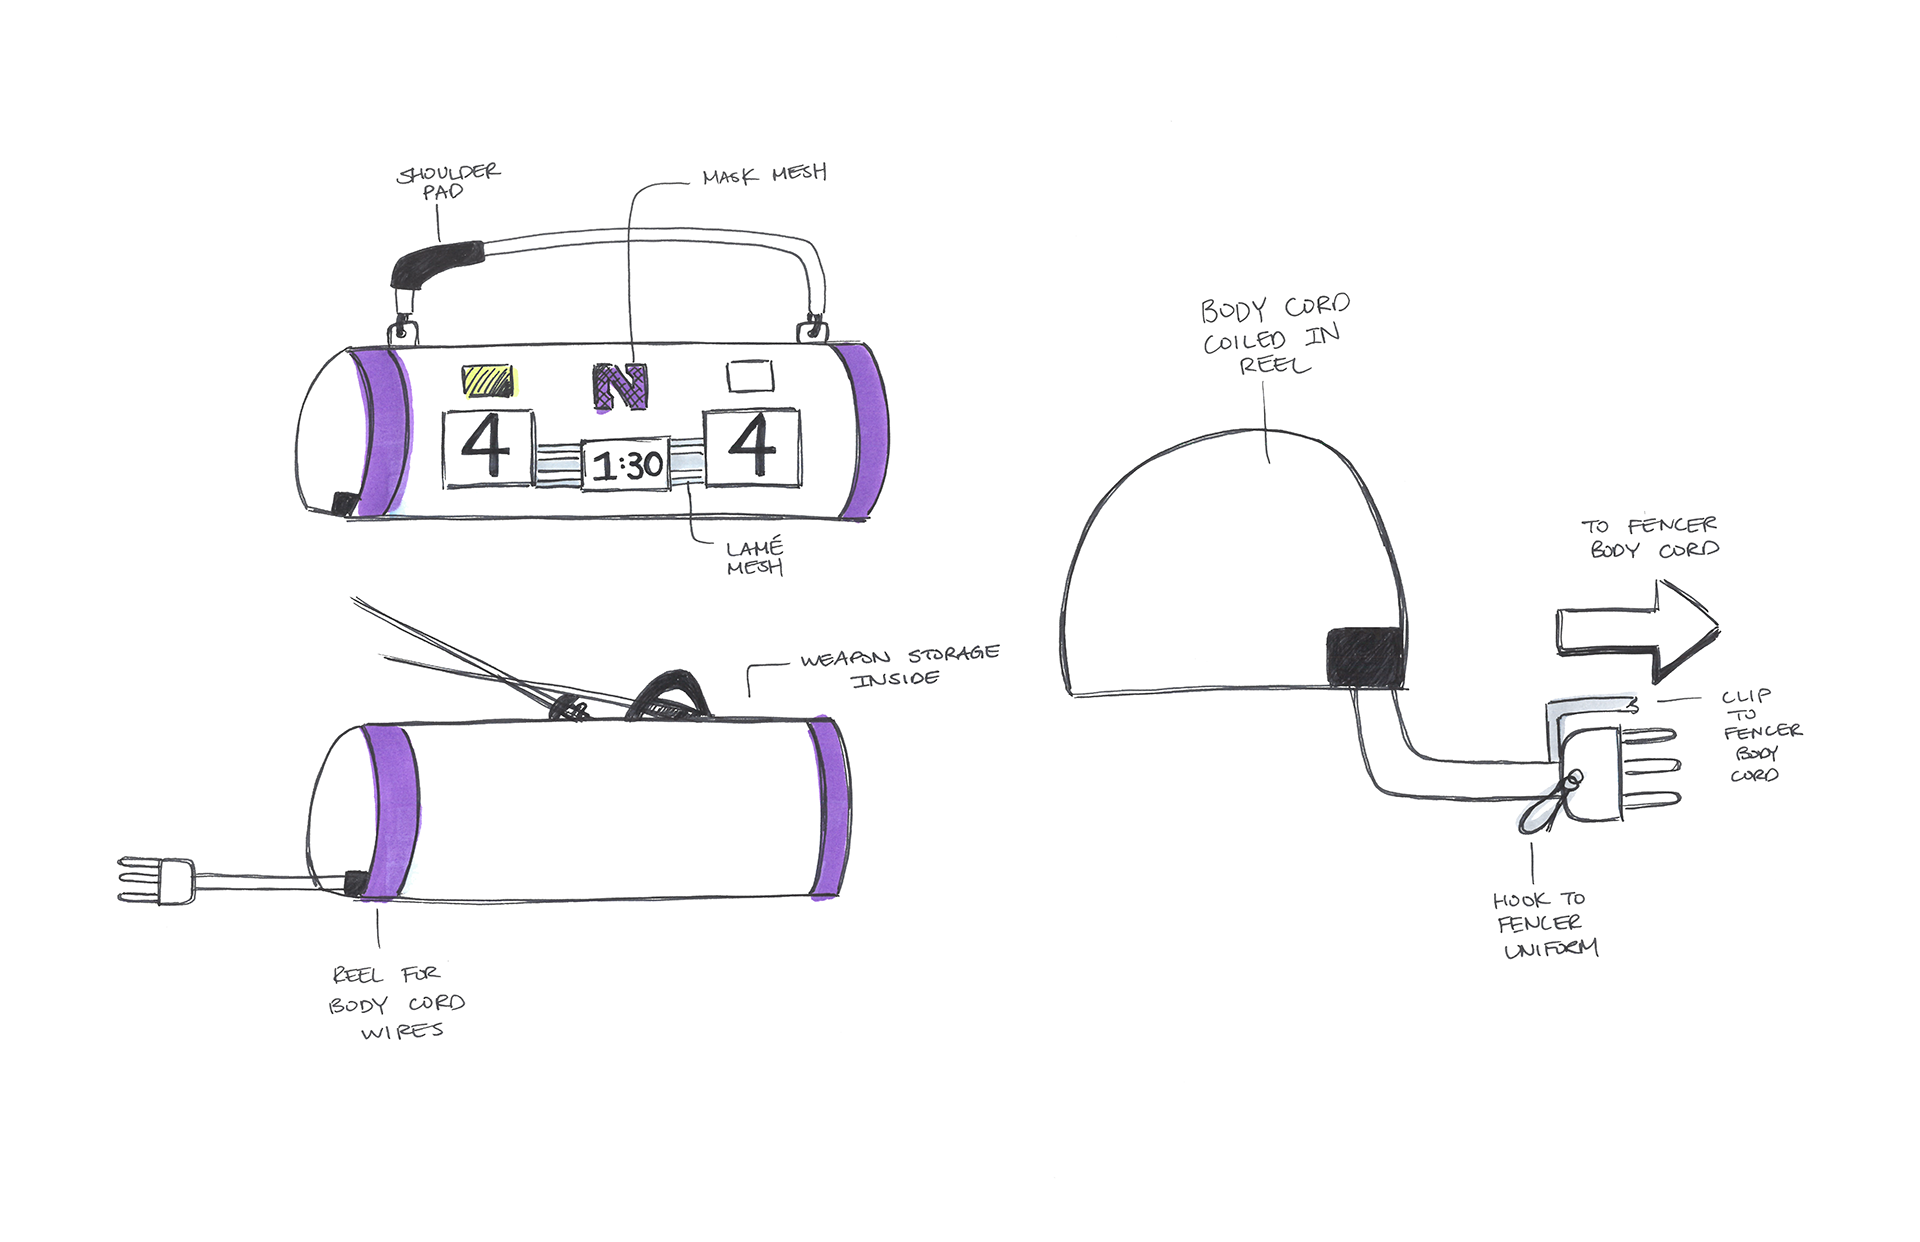 SHOULDER
PAD
MASK MESH
N
4
1:30
4
LAMÉ
MESH
WEAPON STORAGE
INSIDE
REEL FOR
BODY CORD
WIRES
BODY CORD
COILED IN
REEL
TO FENCER
BODY CORD
CLIP
TO
FENCER
BODY
CORD
HOOK TO
FENCER
UNIFORM